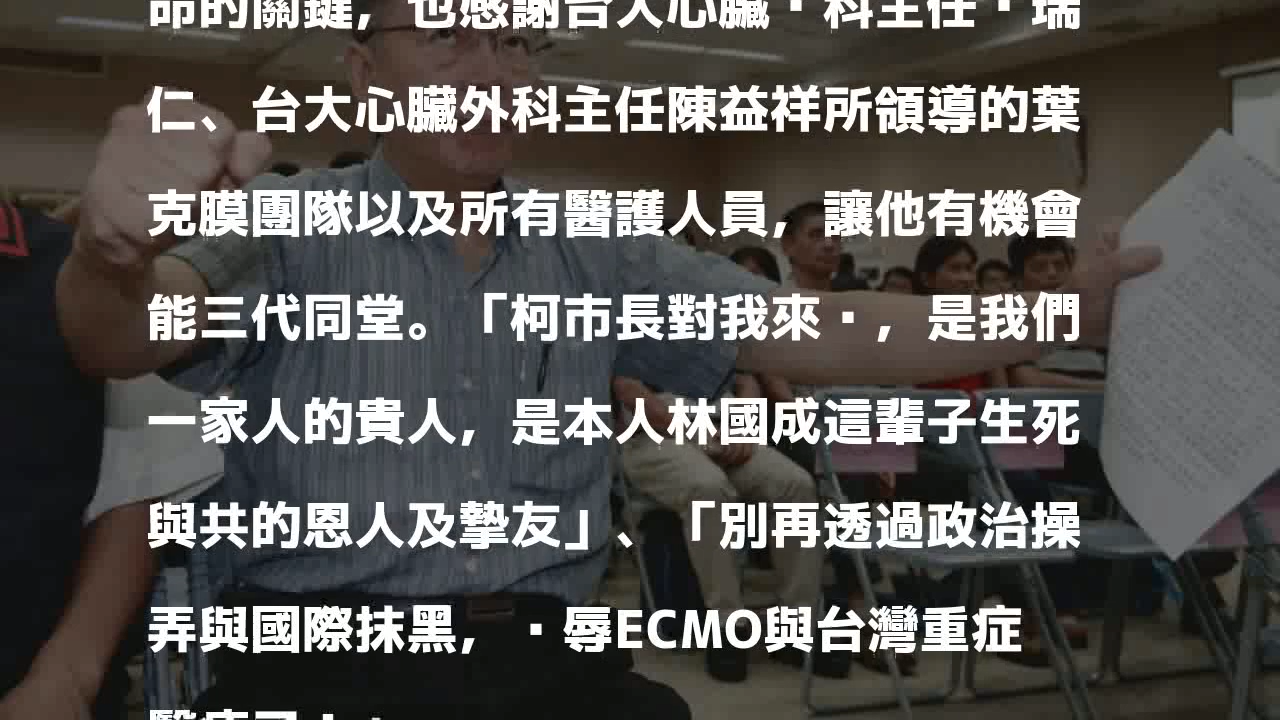 命的關鍵，也感謝台大心臟·科主任·瑞
仁、台大心臟外科主任陳益祥所領導的葉
克膜團隊以及所有醫護人員，讓他有機會
能三代同堂。「柯市長對我來·，是我們
一家人的貴人，是本人林國成這輩子生死
與共的恩人及摯友」、「別再透過政治操
弄與國際抹黑，·辱ECMO與台灣重症